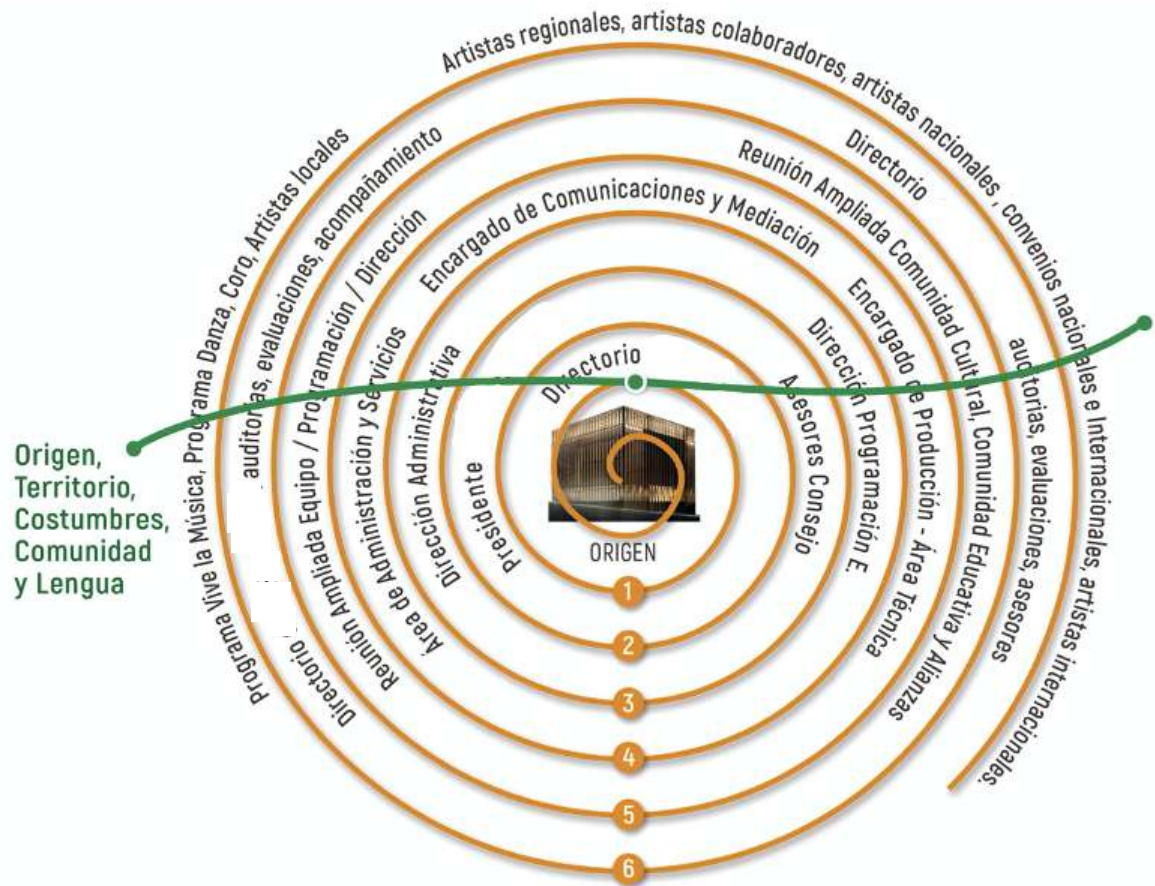 Artistas regionales, artistas colaboradores, artistas nacionales , convenios nacionales e Internacionales, artistas internacionales.
Programa Vive la Música, Programa Danza, Coro, Artistas locales
Directorio
auditorias, evaluaciones, acompañamiento
Directorio
auditorias, evaluaciones, asesores
Reunión Ampliada Equipo / Programación / Dirección
Reunión Ampliada Comunidad Cultural, Comunidad Educativa y Alianzas
Área de Administración y Servicios
Encargado de Comunicaciones y Mediación
Encargado de Producción - Área Técnica
Dirección Administrativa
Dirección Programación E.
Presidente
Directorio
Asesores Consejo
ORIGEN
Origen,
Territorio,
Costumbres,
Comunidad
y Lengua
1
2
3
4
5
6